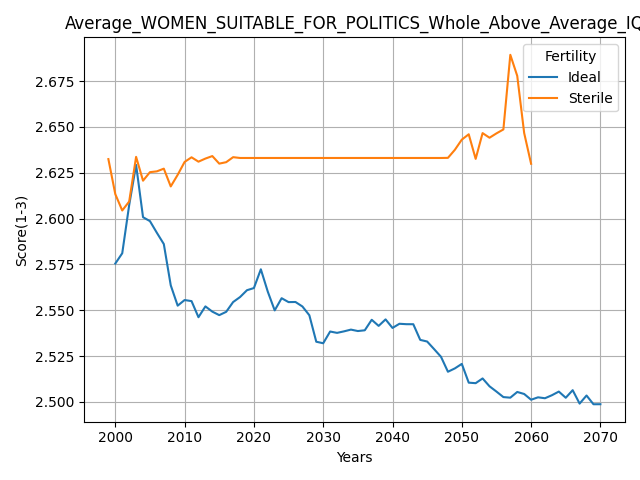 Average_WOMEN_SUITABLE_FOR_POLITICS_Whole_Above_Average_IQ
Fertility
Ideal
Sterile
Score(1-3)
2.675
2.650
2.625
2.600
2.575
2.550
2.525
2.500
2000 2010 2020 2030 2040 2050 2060 2070
Years